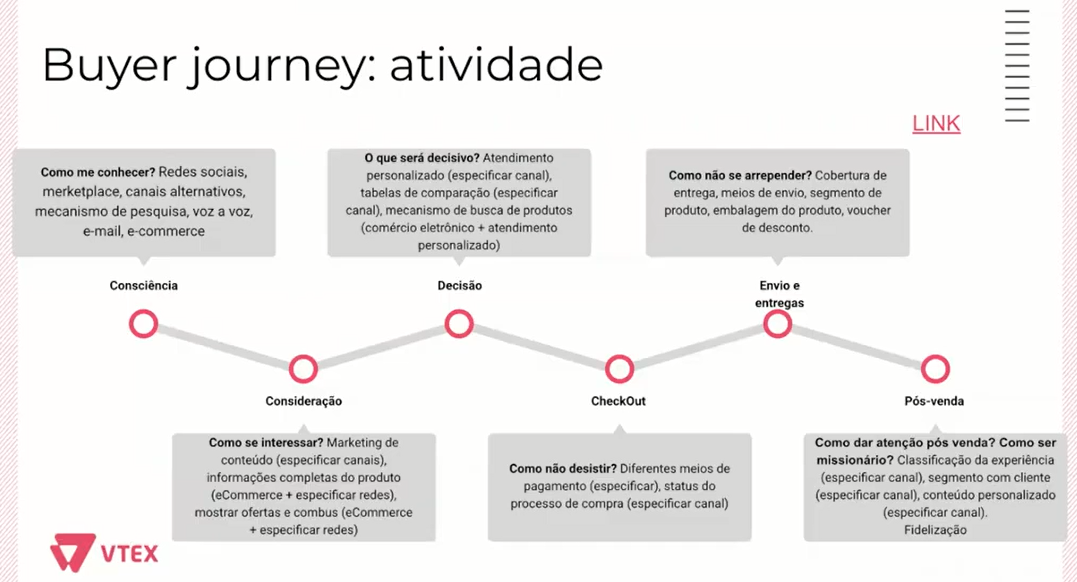 Buyer journey: atividade
LINK
Como me conhecer? Redes sociais,
merketplace, canais alternativos,
mecanismo de pesquisa, voz a voz,
e-mail, e-commerce
O que será decisivo? Atendimento
personalizado (especificar canal),
tabelas de comparação (especificar
canal), mecanismo de busca de produtos
(comércio eletrônico + atendimento
personalizado)
Como não se arrepender? Cobertura de
entrega, meios de envio, segmento de
produto, embalagem do produto, voucher
de desconto.
Consciência
Decisão
Envio e
entregas
Consideração
CheckOut
Pós-venda
Como se interessar? Marketing de
conteúdo (especificar canais),
informações completas do produto
(eCommerce + especificar redes),
mostrar ofertas e combus (eCommerce
+ especificar redes)
Como não desistir? Diferentes meios de
pagamento (especificar), status do
processo de compra (especificar canal)
Como dar atenção pós venda? Como ser
missionário? Classificação da experiência
(especificar canal), segmento com cliente
(especificar canal), conteúdo personalizado
(especificar canal).
Fidelização
VTEX